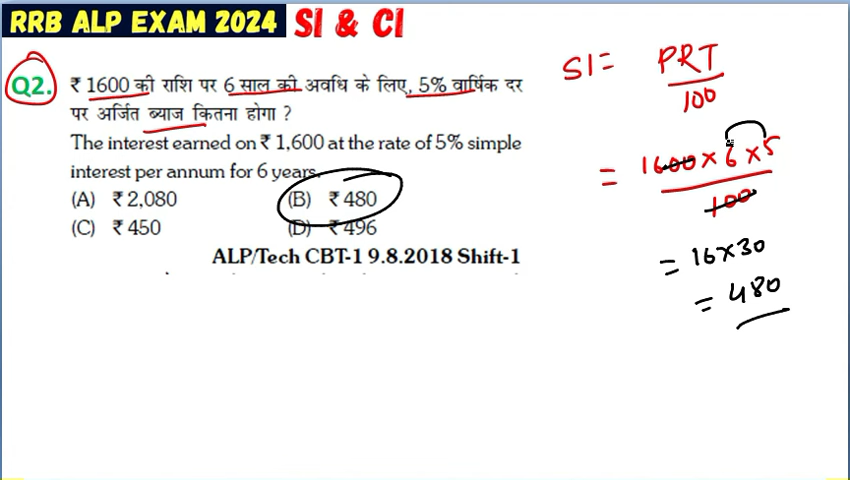 RRB ALP EXAM 2024 SI & CI
Q2. ₹ 1600 की राशि पर 6 साल की अवधि के लिए, 5% वार्षिक दर
पर अर्जित ब्याज कितना होगा ?
The interest earned on ₹ 1,600 at the rate of 5% simple
interest per annum for 6 years.
(A) ₹ 2,080 (B) ₹ 480
(C) ₹ 450 (D) ₹ 496
ALP/Tech CBT-1 9.8.2018 Shift-1
SI = PRT
100
= 1600 × 6 × 5
100
= 16 × 30
= 480